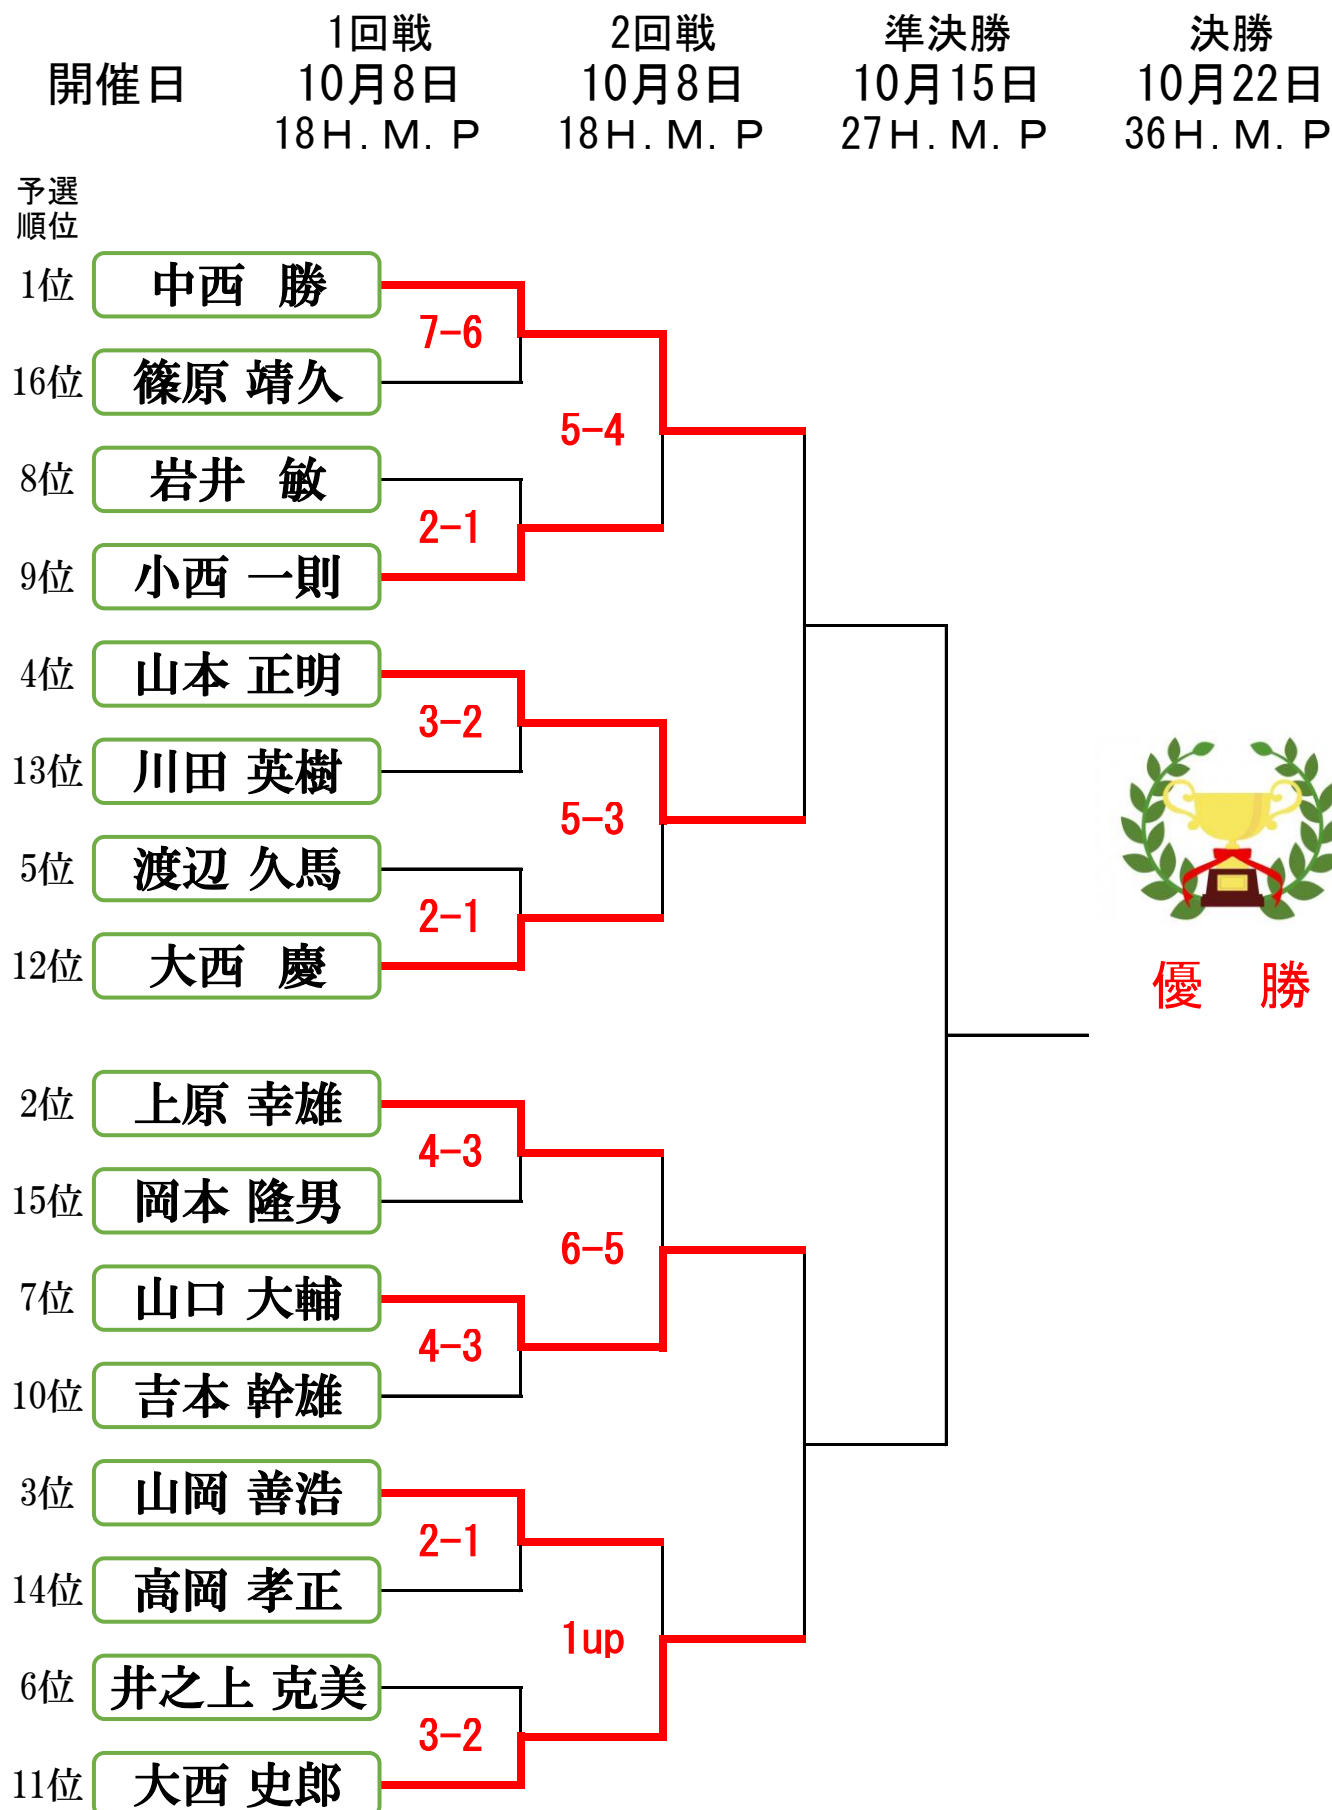 1回戦 2回戦 準決勝 決勝
開催日 10月8日 10月8日 10月15日 10月22日
18H.M.P 18H.M.P 27H.M.P 36H.M.P
予選
順位
1位 中西 勝
7-6
16位 篠原 靖久
5-4
8位 岩井 敏
2-1
9位 小西 一則
4位 山本 正明
3-2
13位 川田 英樹
5-3
5位 渡辺 久馬
2-1
12位 大西 慶
優 勝
2位 上原 幸雄
4-3
15位 岡本 隆男
6-5
7位 山口 大輔
4-3
10位 吉本 幹雄
3位 山岡 善浩
2-1
14位 高岡 孝正
1up
6位 井之上 克美
3-2
11位 大西 史郎